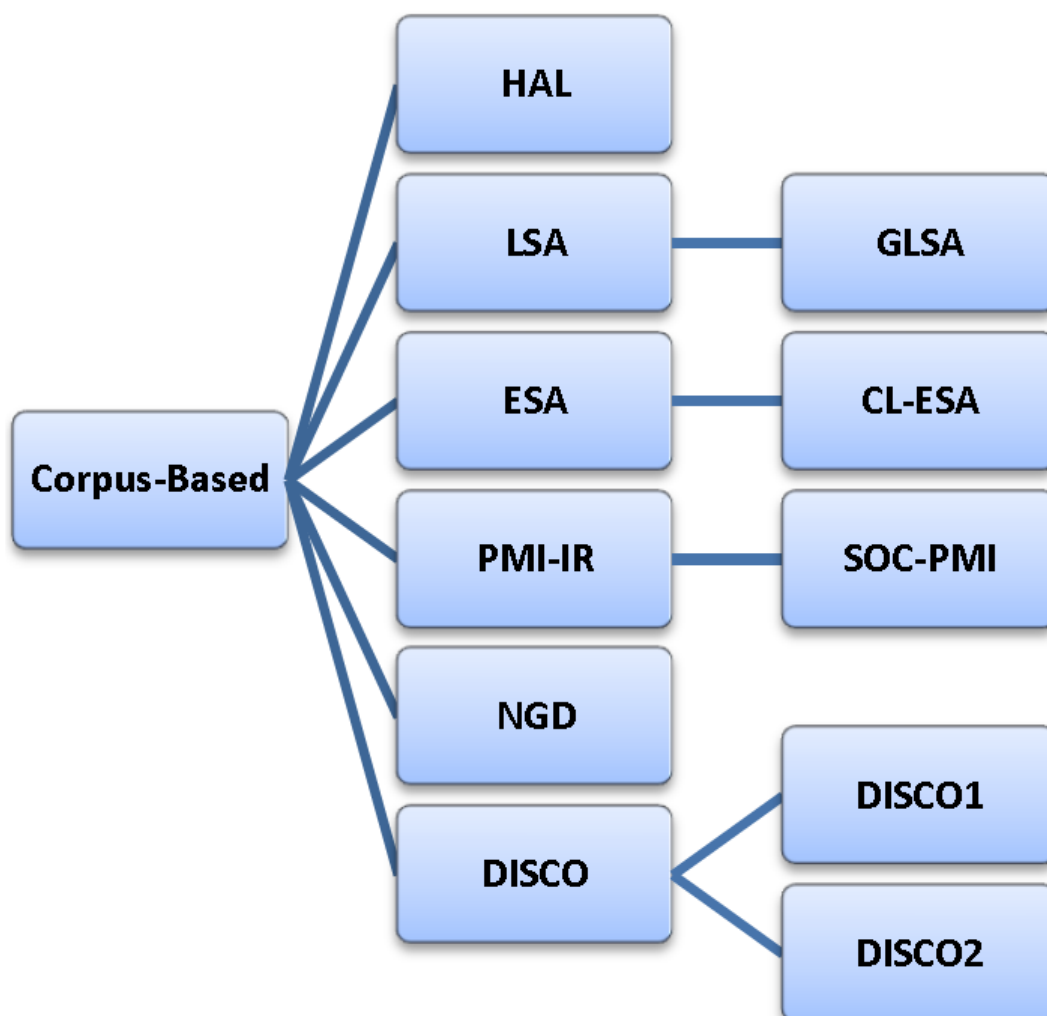 HAL
LSA
GLSA
ESA
CL-ESA
Corpus-Based
PMI-IR
SOC-PMI
NGD
DISCO
DISCO1
DISCO2